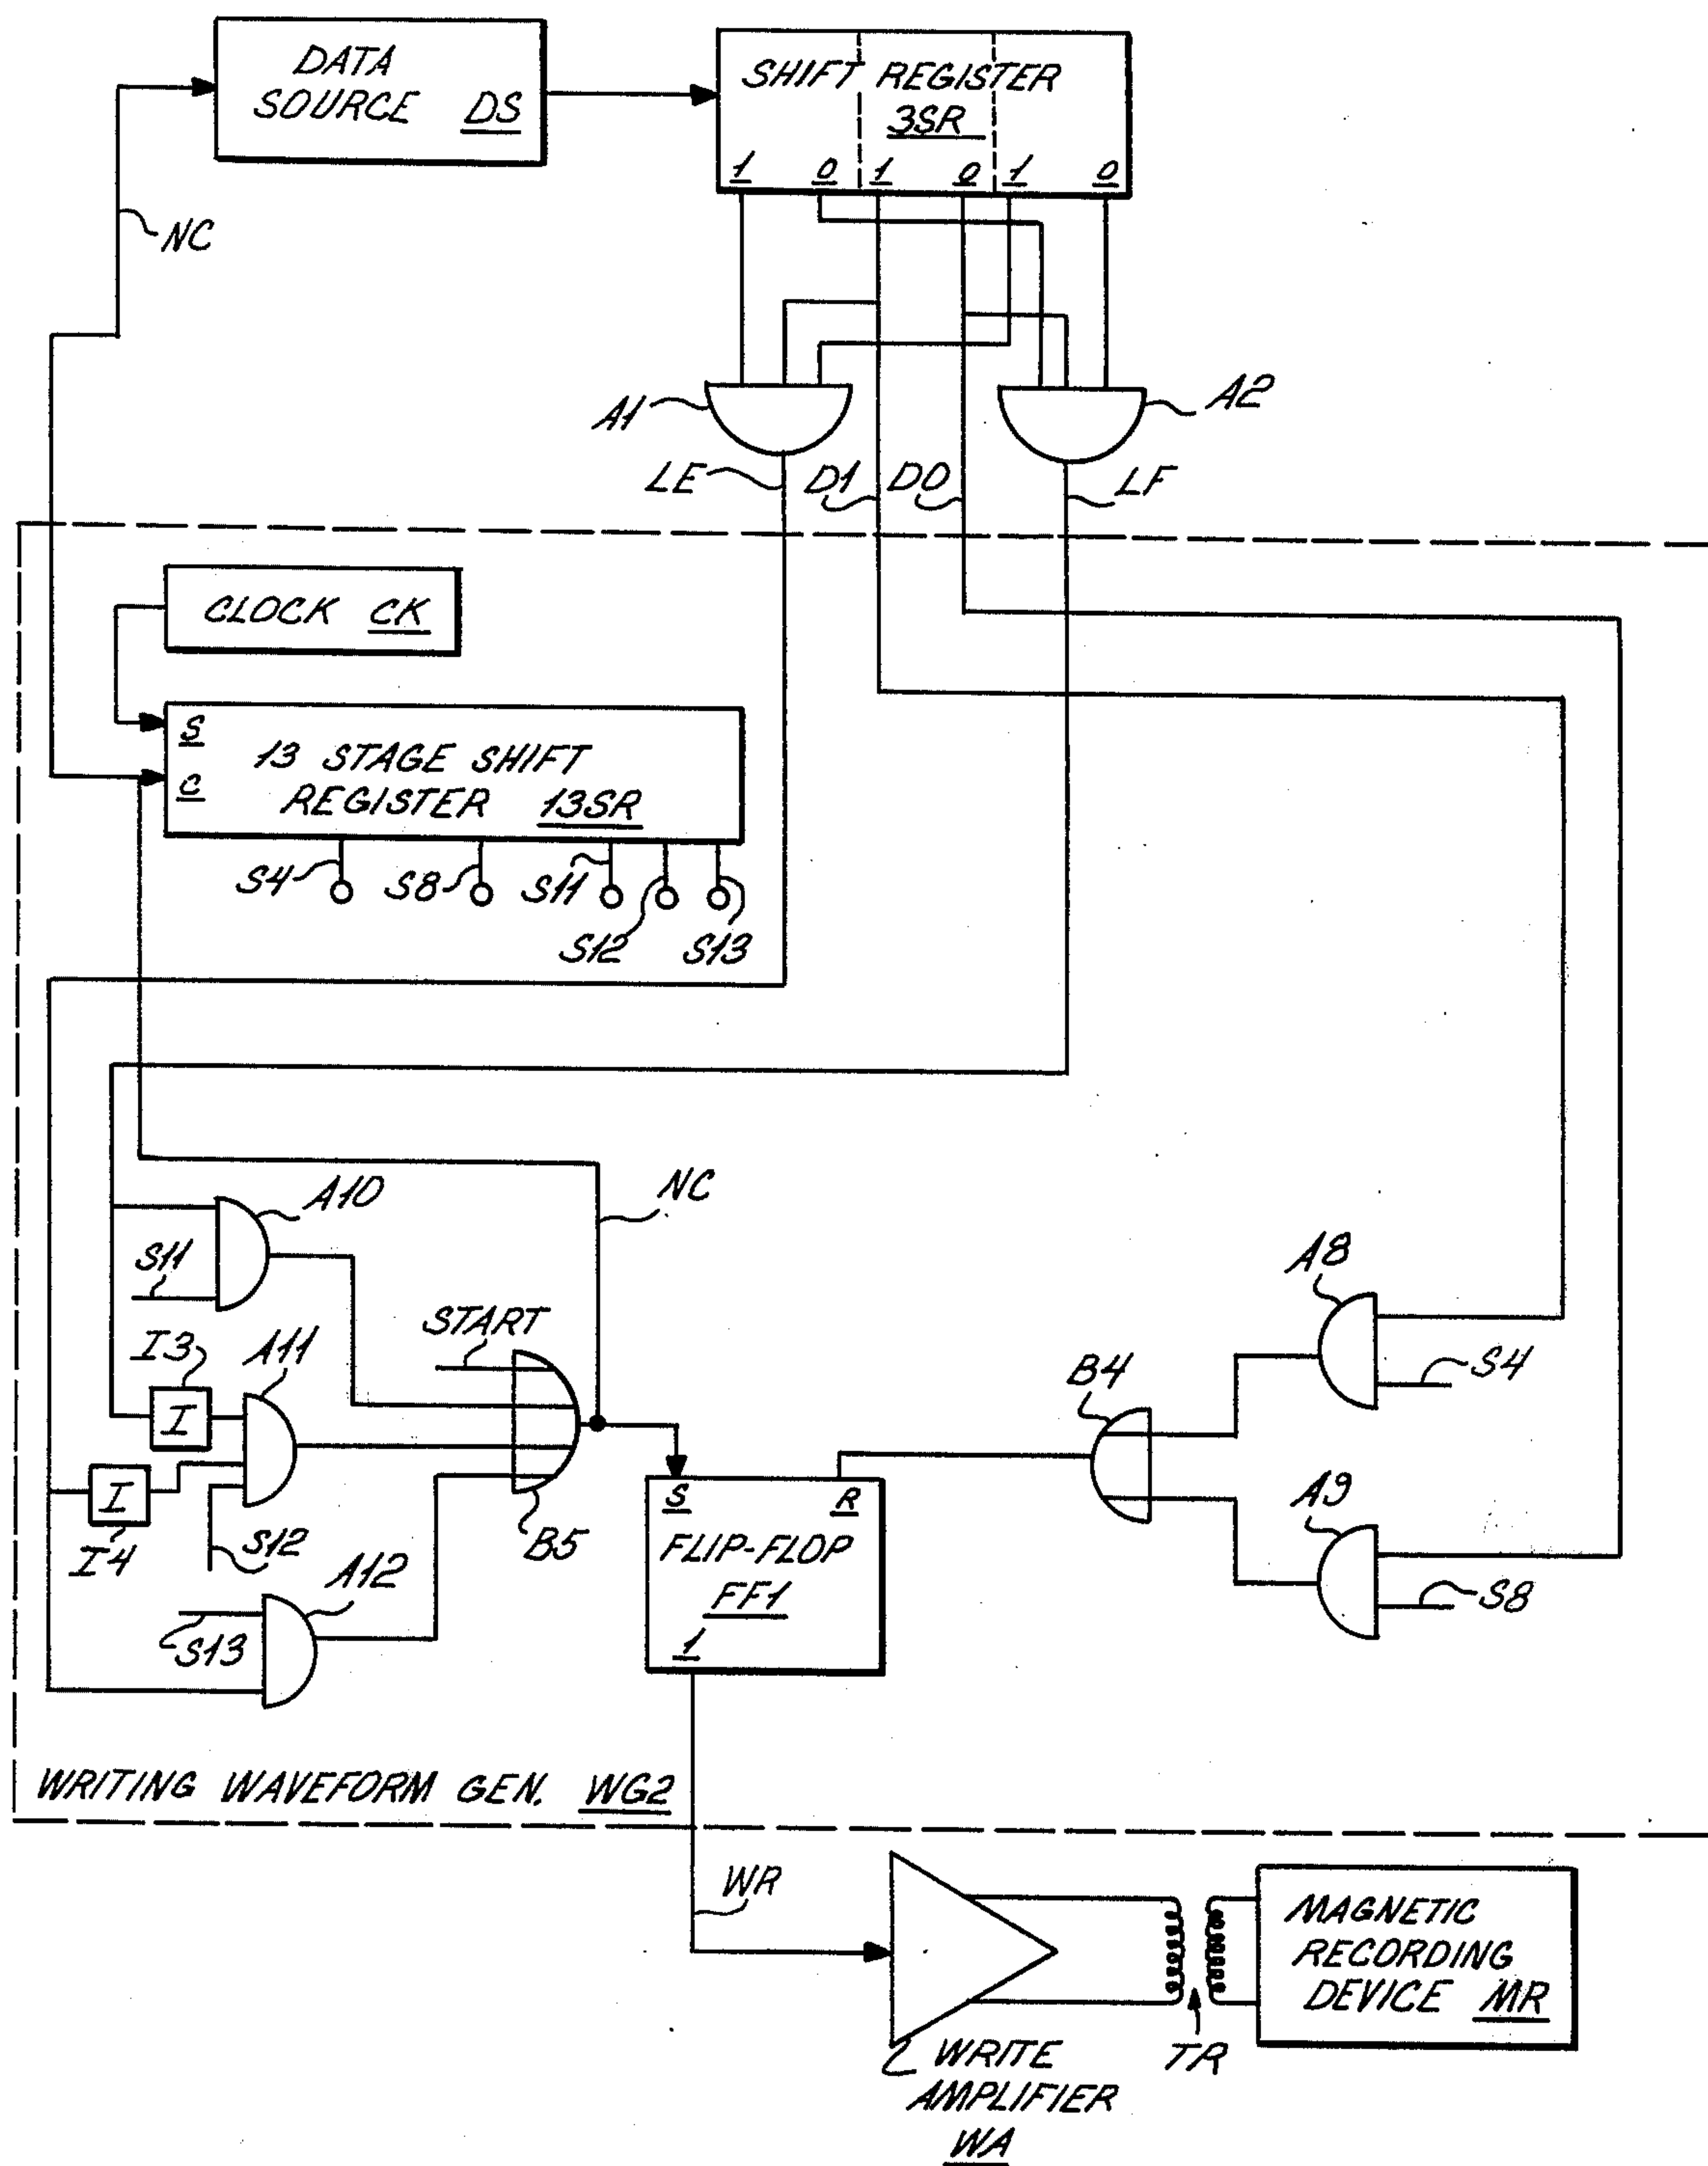 DATA
SOURCE DS
SHIFT REGISTER
3SR
1 0 1 0 1 0
NC
A1
A2
LE
D1
D0
LF
CLOCK CK
S
13 STAGE SHIFT
C
REGISTER 13SR
S4
S8
S11
S12
S13
A10
NC
S11
A8
START
I3
A11
S4
B4
I
I
S12
I4
B5
S
R
A9
FLIP-FLOP
FF1
A12
S8
S13
1
WRITING WAVEFORM GEN. WG2
WR
MAGNETIC
RECORDING
DEVICE MR
TR
WRITE
AMPLIFIER
WA